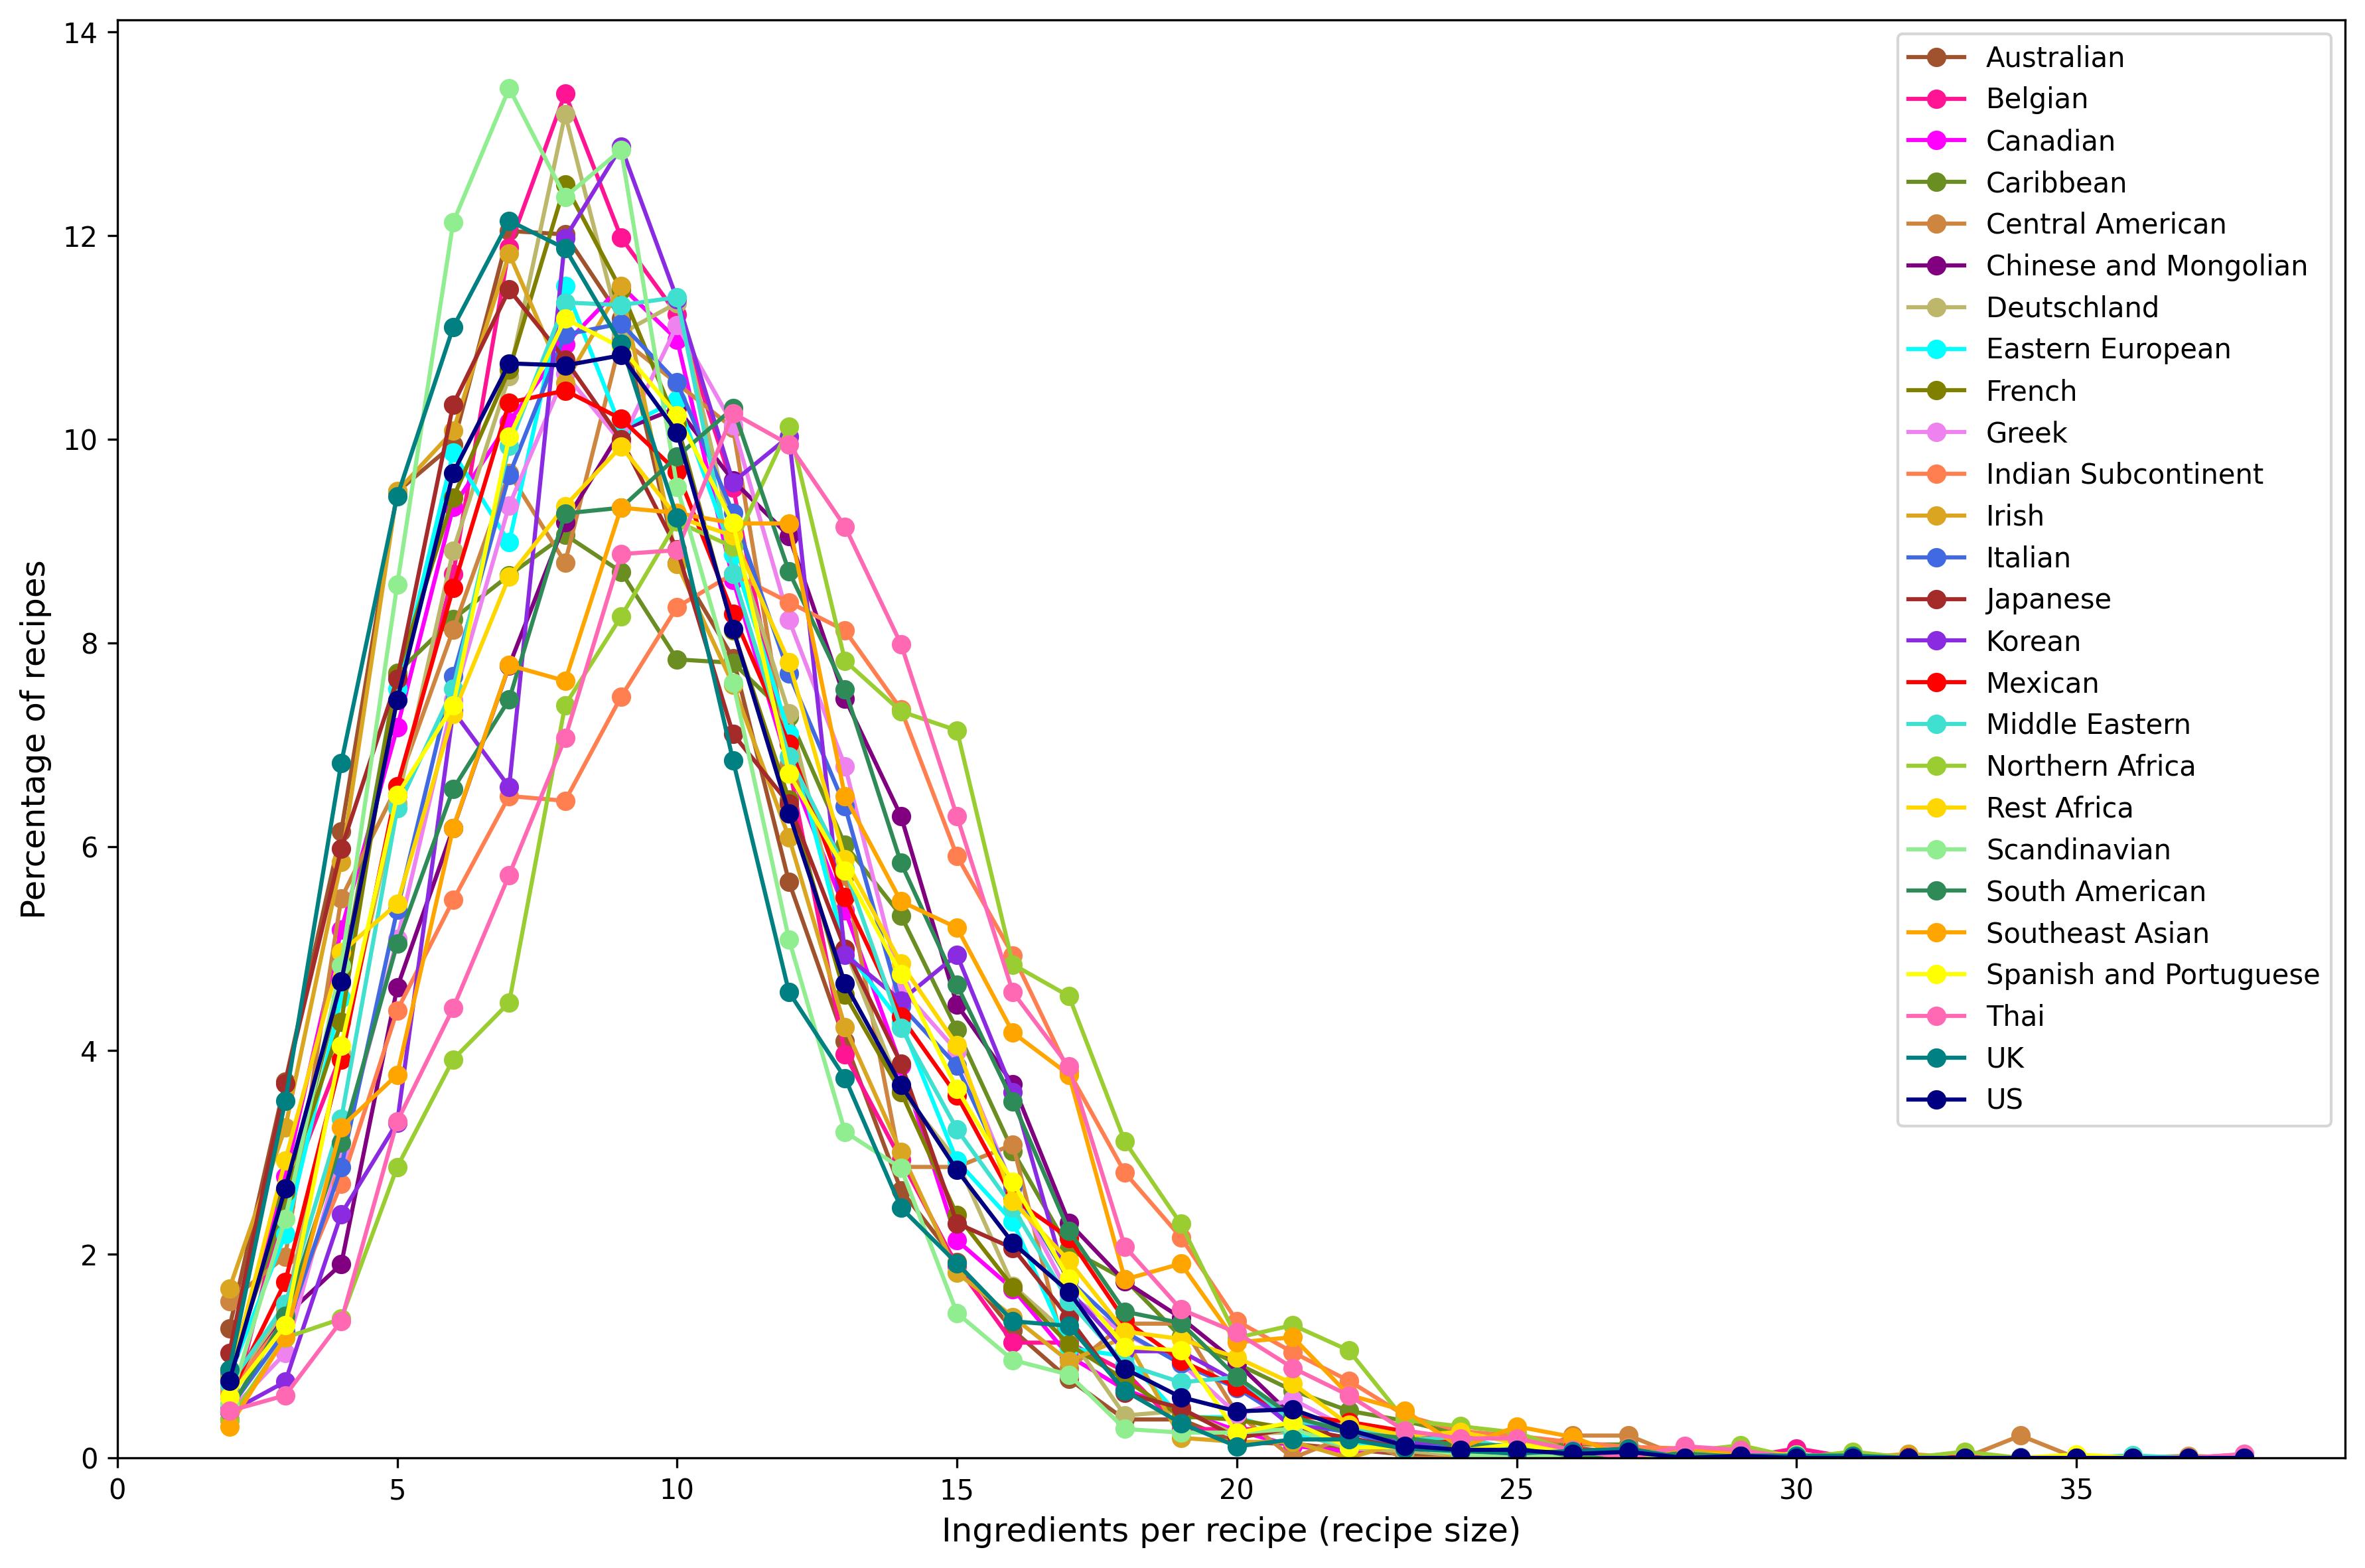 14
12
10
8
6
4
2
0
Percentage of recipes
0 5 10 15 20 25 30 35
Ingredients per recipe (recipe size)
Australian
Belgian
Canadian
Caribbean
Central American
Chinese and Mongolian
Deutschland
Eastern European
French
Greek
Indian Subcontinent
Irish
Italian
Japanese
Korean
Mexican
Middle Eastern
Northern Africa
Rest Africa
Scandinavian
South American
Southeast Asian
Spanish and Portuguese
Thai
UK
US